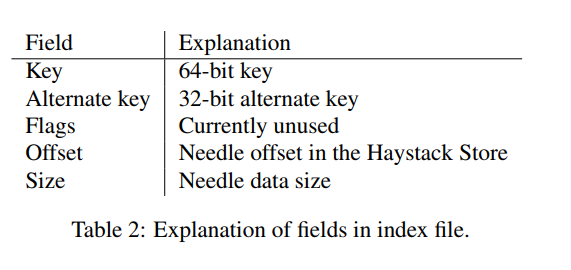 Field Explanation
Key 64-bit key
Alternate key 32-bit alternate key
Flags Currently unused
Offset Needle offset in the Haystack Store
Size Needle data size
Table 2: Explanation of fields in index file.